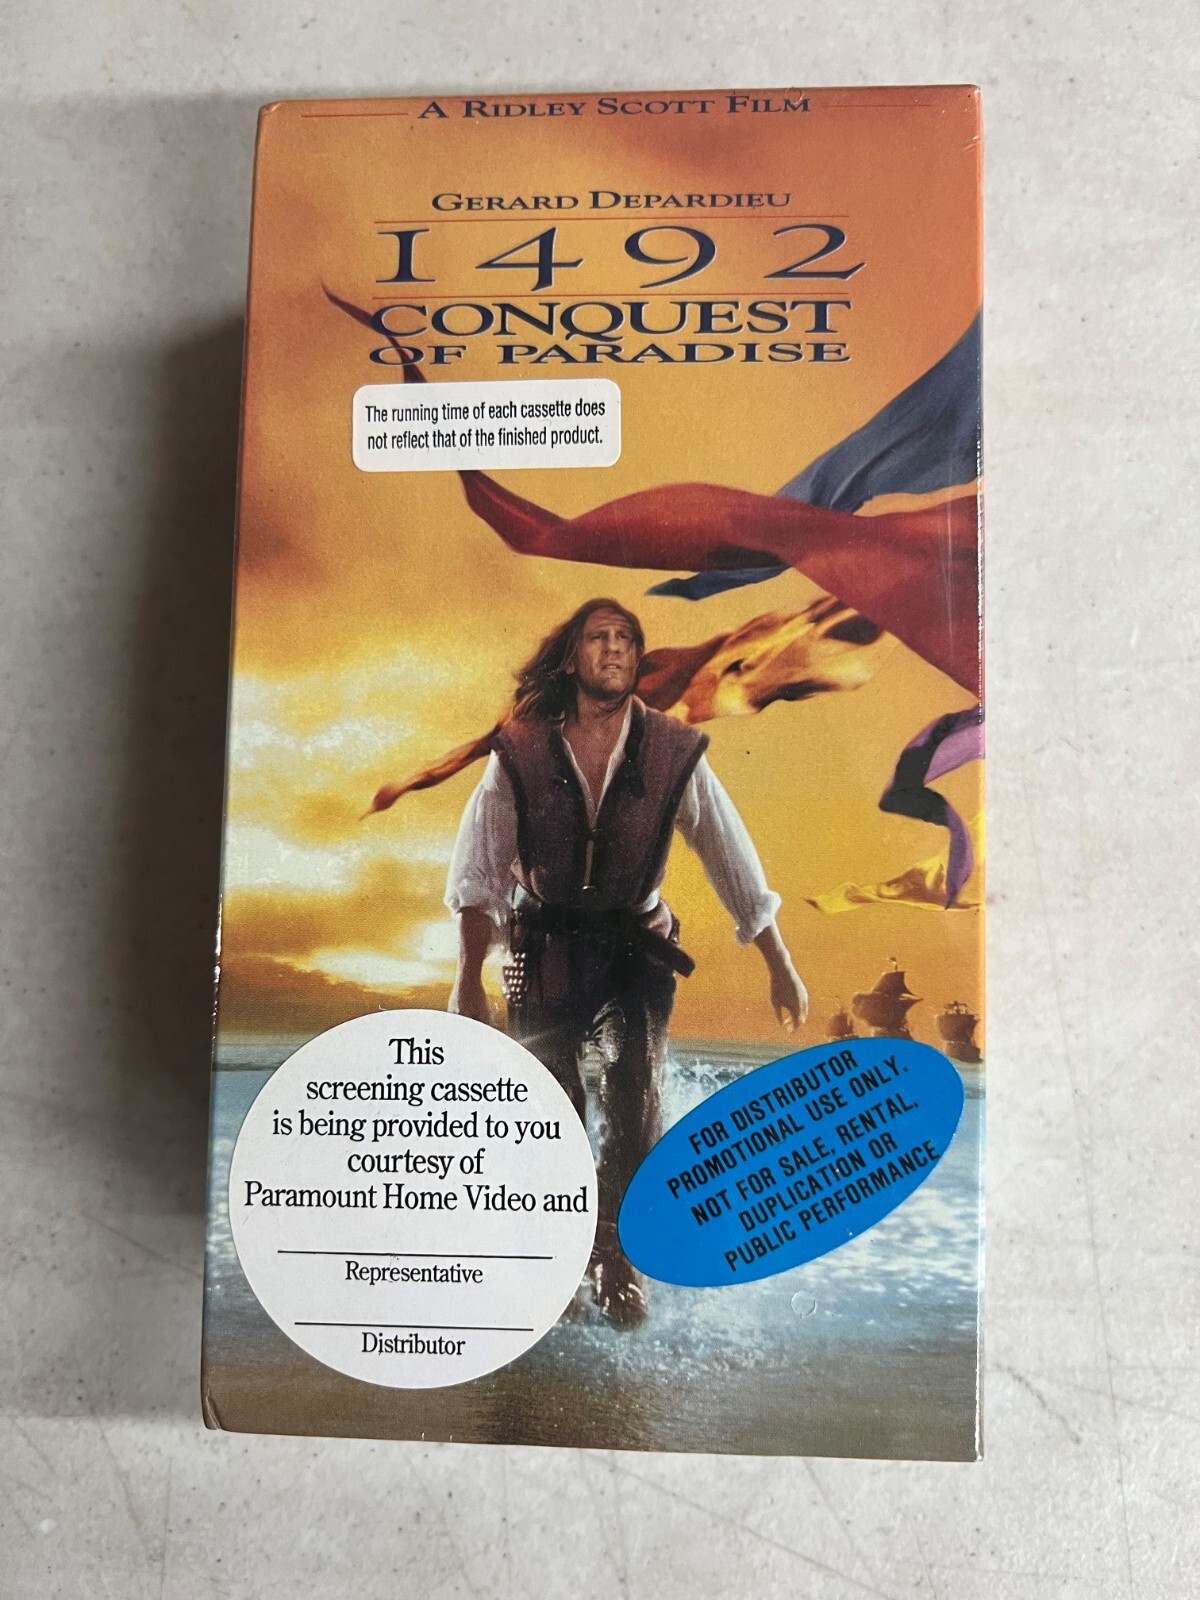 A RIDLEY SCOTT FILM
GERARD DEPARDIEU
1492
CONQUEST
OF PARADISE
The running time of each cassette does
not reflect that of the finished product.
This
screening cassette
is being provided to you
courtesy of
Paramount Home Video and
Representative
Distributor
FOR DISTRIBUTOR
PROMOTIONAL USE ONLY.
NOT FOR SALE, RENTAL,
DUPLICATION OR
PUBLIC PERFORMANCE.